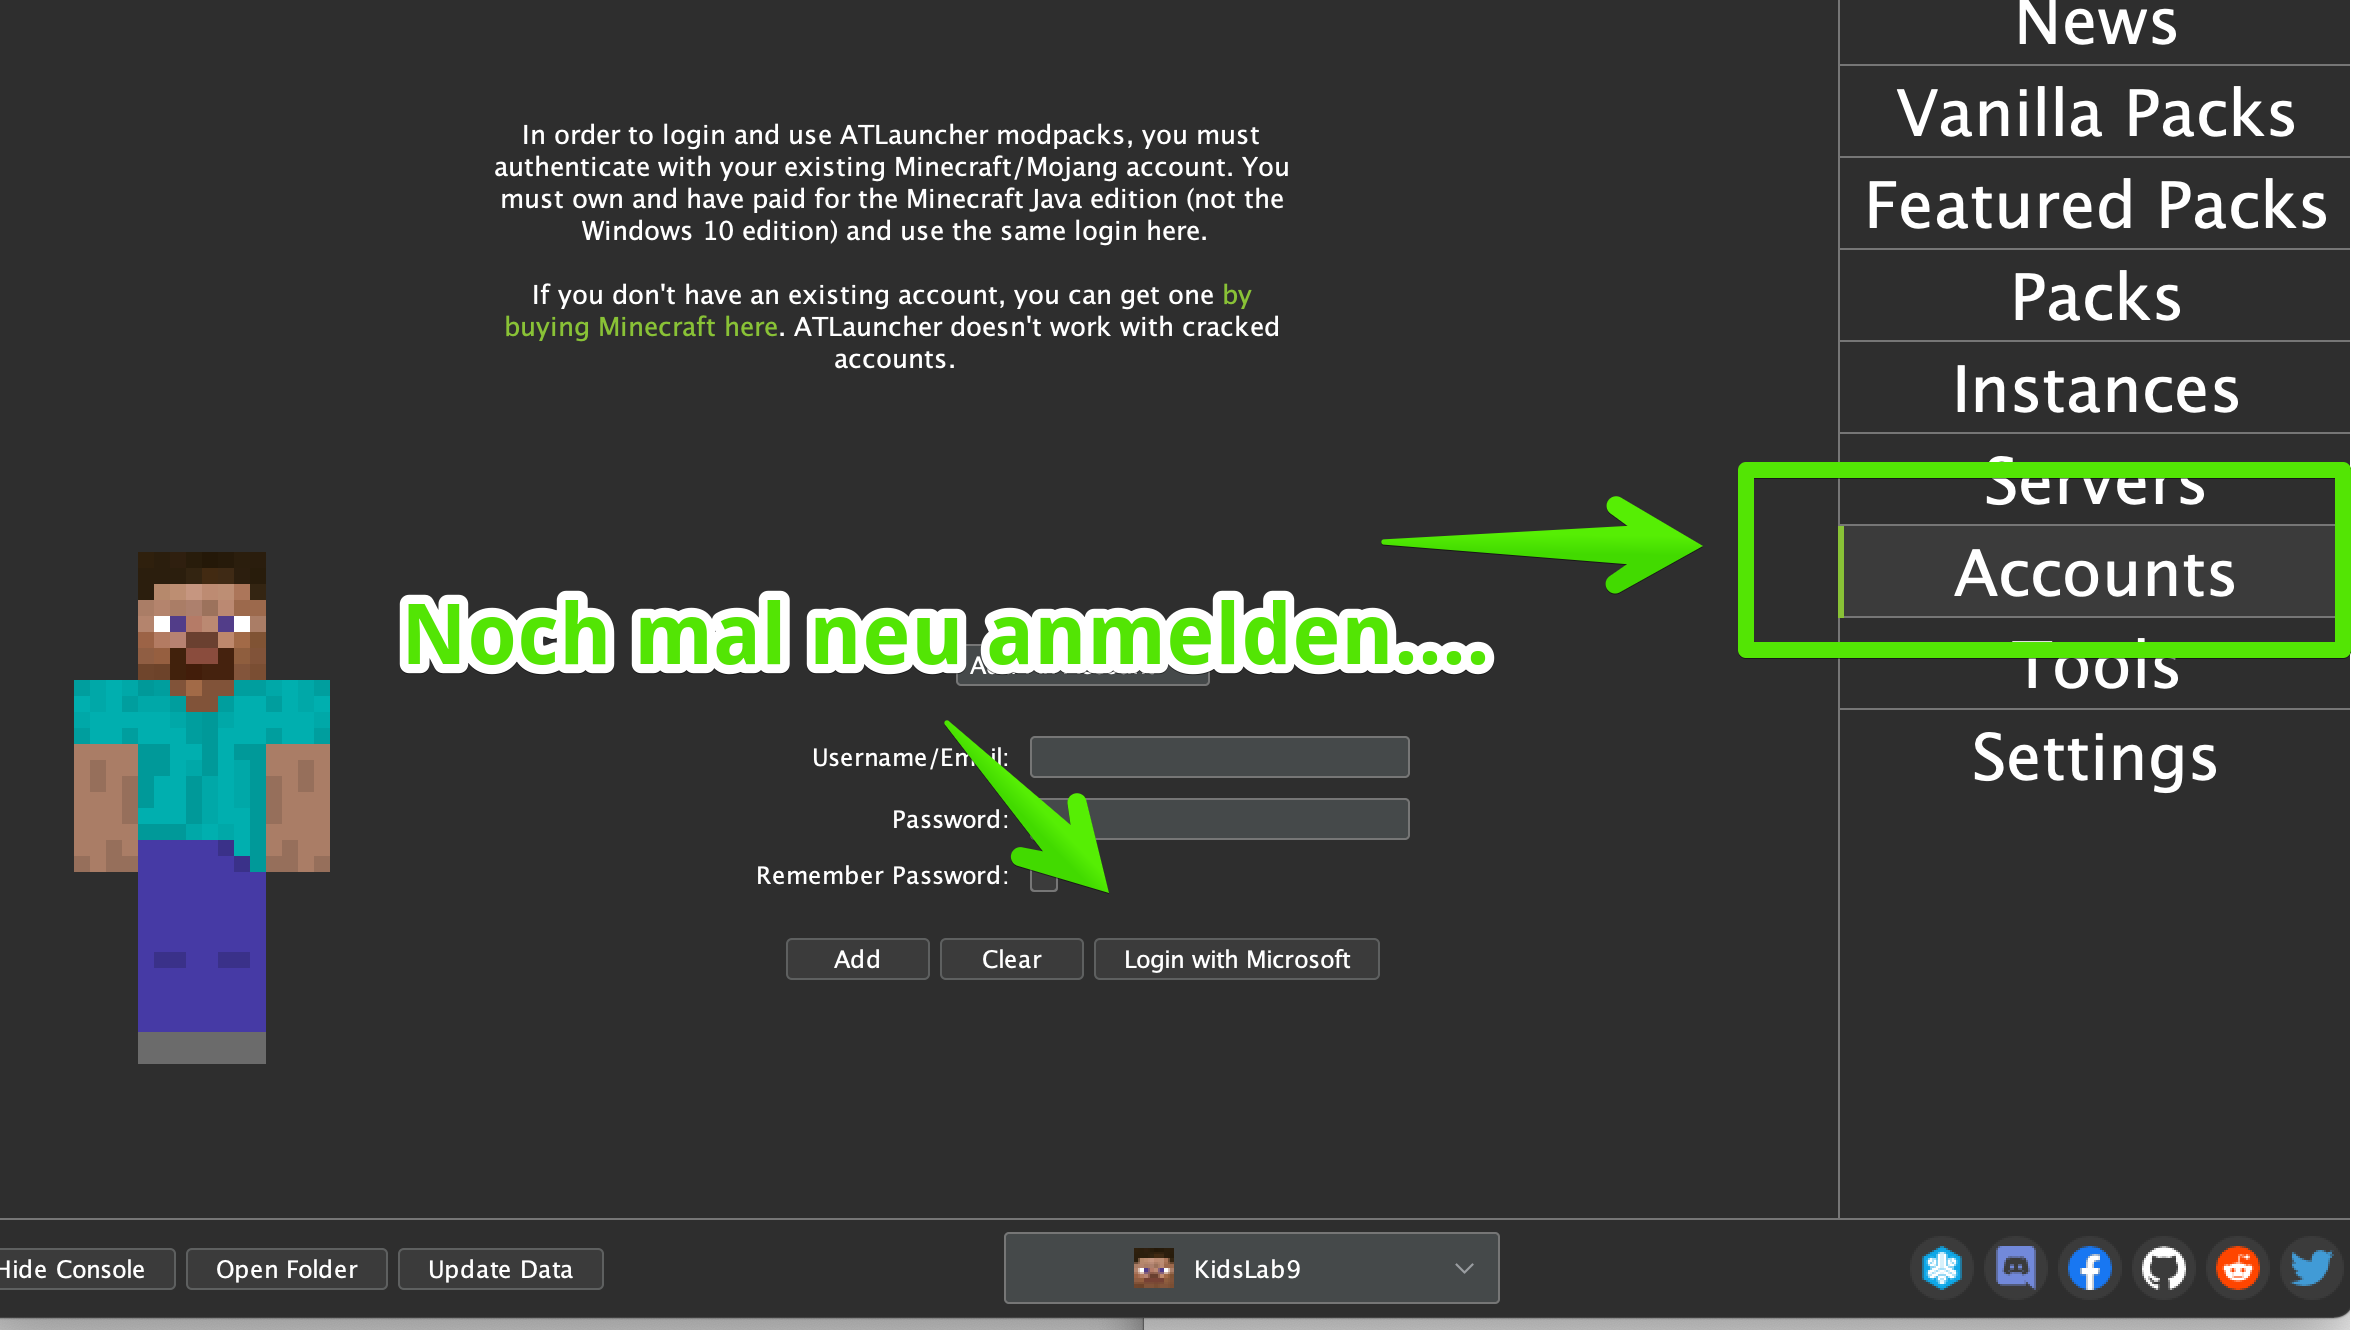 In order to login and use ATLauncher modpacks, you must
authenticate with your existing Minecraft/Mojang account. You
must own and have paid for the Minecraft Java edition (not the
Windows 10 edition) and use the same login here.
If you don't have an existing account, you can get one by
buying Minecraft here. ATLauncher doesn't work with cracked
accounts.
Noch mal neu anmelden....
Username/Email:
Password:
Remember Password:
Add
Clear
Login with Microsoft
News
Vanilla Packs
Featured Packs
Packs
Instances
Servers
Accounts
Tools
Settings
Hide Console
Open Folder
Update Data
KidsLab9